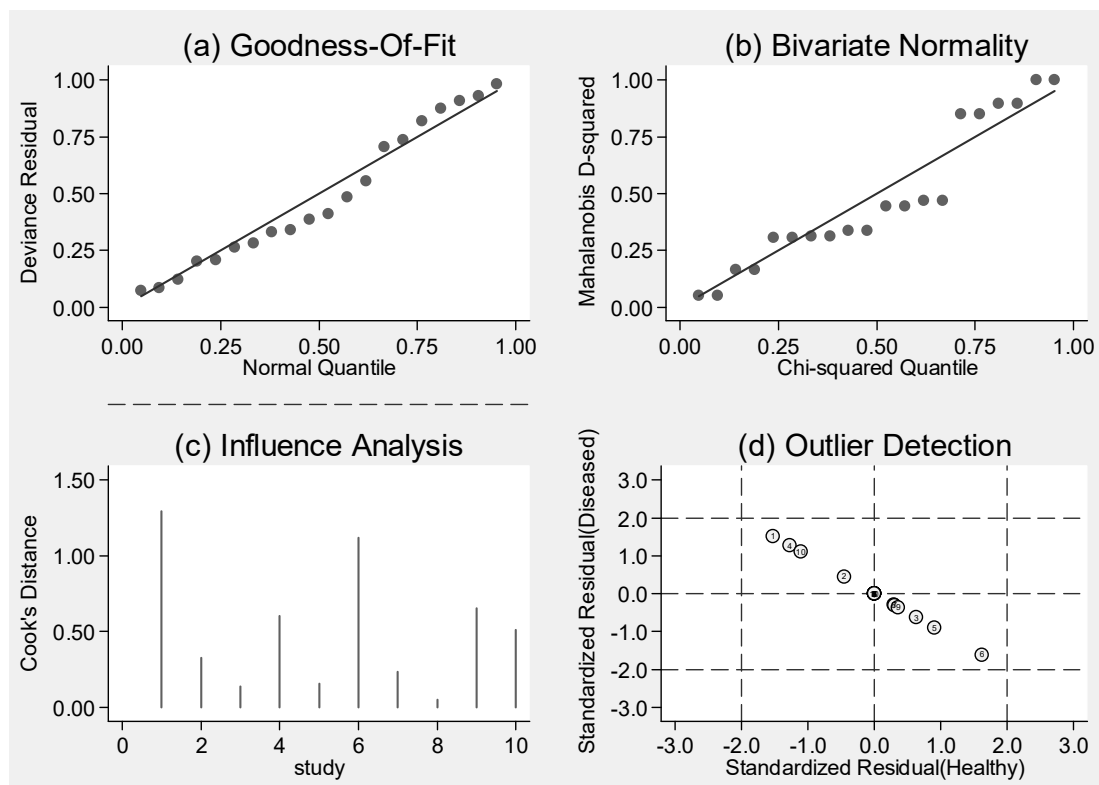 (a) Goodness-Of-Fit
Deviance Residual
1.00
0.75
0.50
0.25
0.00
0.00 0.25 0.50 0.75 1.00
Normal Quantile
(b) Bivariate Normality
Mahalanobis D-squared
1.00
0.75
0.50
0.25
0.00
0.00 0.25 0.50 0.75 1.00
Chi-squared Quantile
(c) Influence Analysis
Cook's Distance
1.50
1.00
0.50
0.00
0 2 4 6 8 10
study
(d) Outlier Detection
Standardized Residual(Diseased)
3.0
2.0
1.0
0.0
-1.0
-2.0
-3.0
1
4
10
2
9
3
5
6
-3.0 -2.0 -1.0 0.0 1.0 2.0 3.0
Standardized Residual(Healthy)